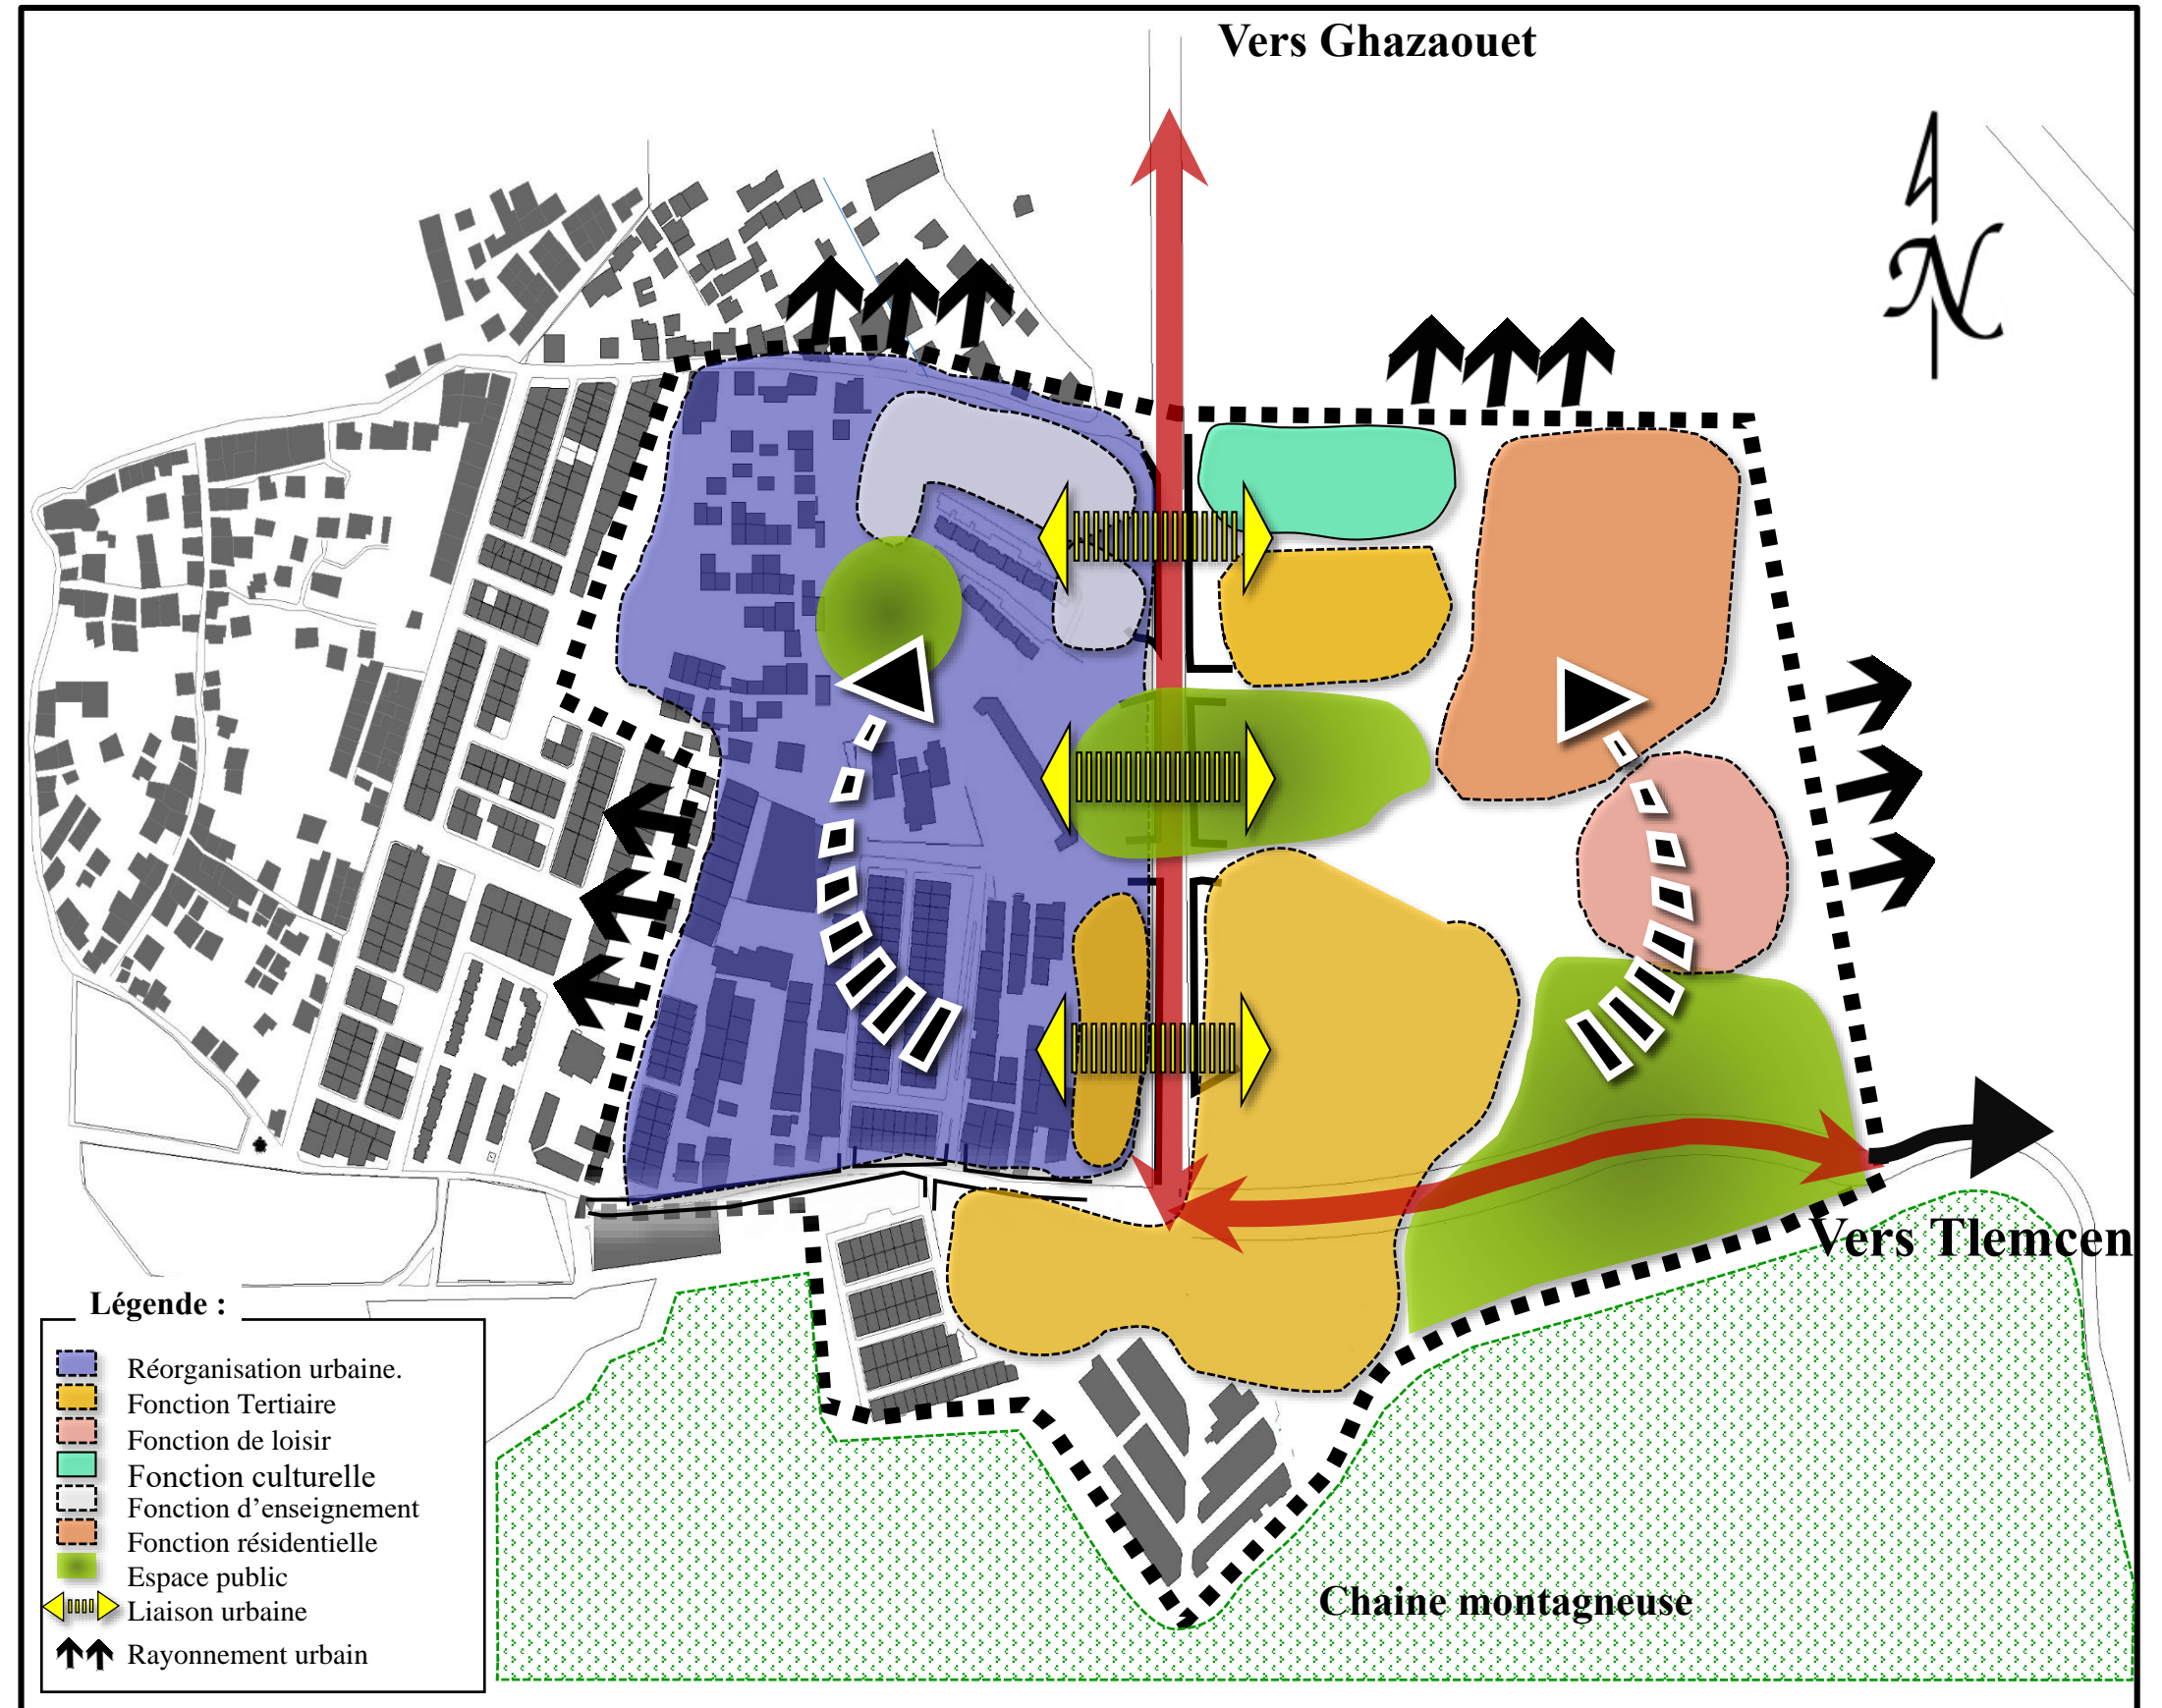 Vers Ghazaouet
N
Vers Tlemcen
Chaine montagneuse
Légende :
Réorganisation urbaine.
Fonction Tertiaire
Fonction de loisir
Fonction culturelle
Fonction d’enseignement
Fonction résidentielle
Espace public
Liaison urbaine
Rayonnement urbain